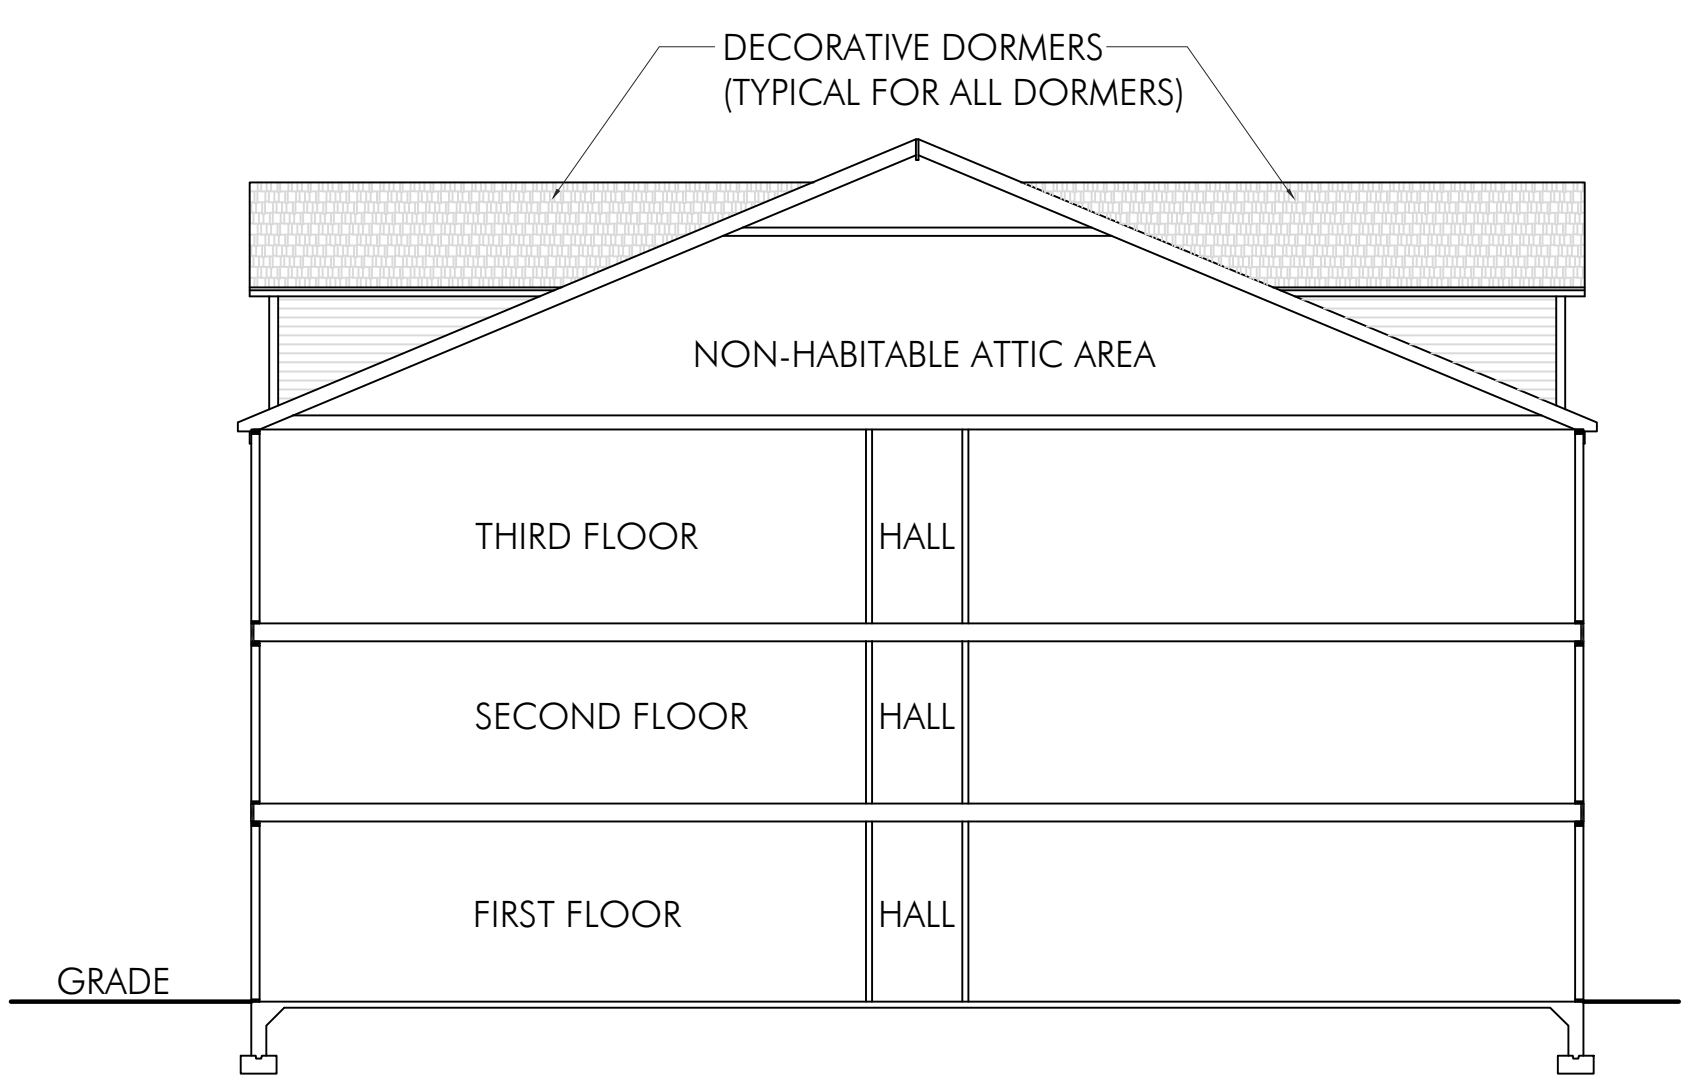 DECORATIVE DORMERS
(TYPICAL FOR ALL DORMERS)
NON-HABITABLE ATTIC AREA
THIRD FLOOR
HALL
SECOND FLOOR
HALL
FIRST FLOOR
HALL
GRADE